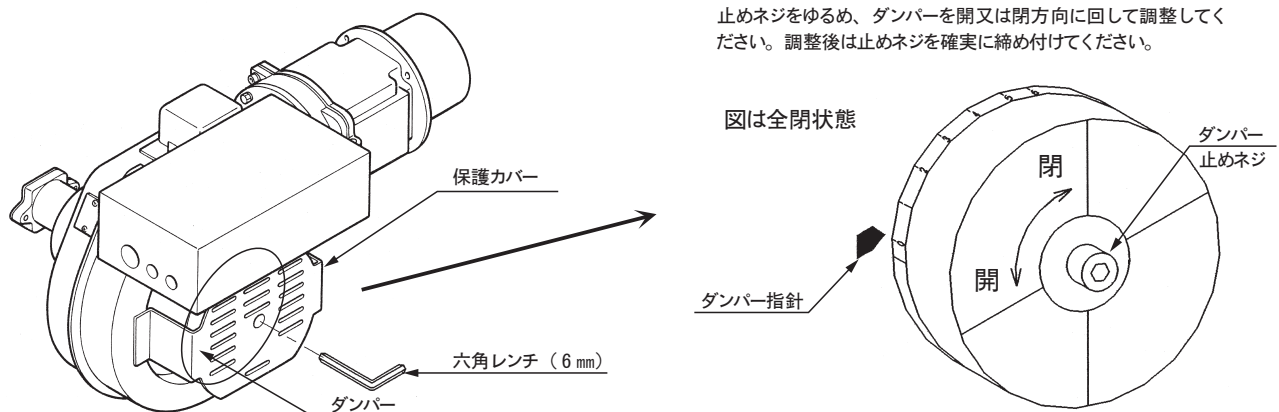 止めネジをゆるめ、ダンパーを開又は閉方向に回して調整してく
ださい。調整後は止めネジを確実に締め付けてください。
図は全閉状態
保護カバー
六角レンチ（6 mm）
ダンパー
ダンパー
止めネジ
閉
開
ダンパー指針
0